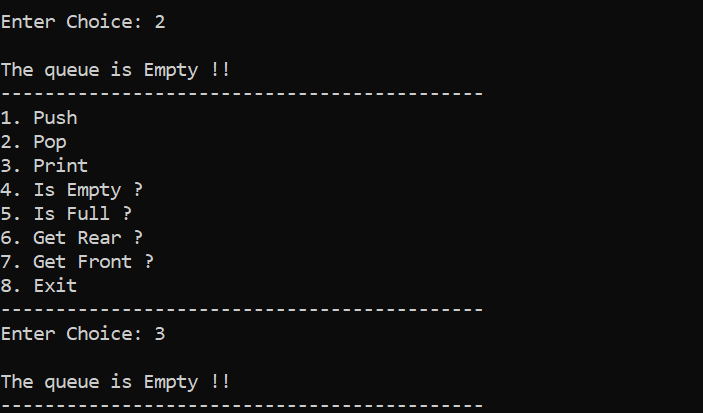 Enter Choice: 2
The queue is Empty !!
--------------------------------------------
1. Push
2. Pop
3. Print
4. Is Empty ?
5. Is Full ?
6. Get Rear ?
7. Get Front ?
8. Exit
--------------------------------------------
Enter Choice: 3
The queue is Empty !!
--------------------------------------------